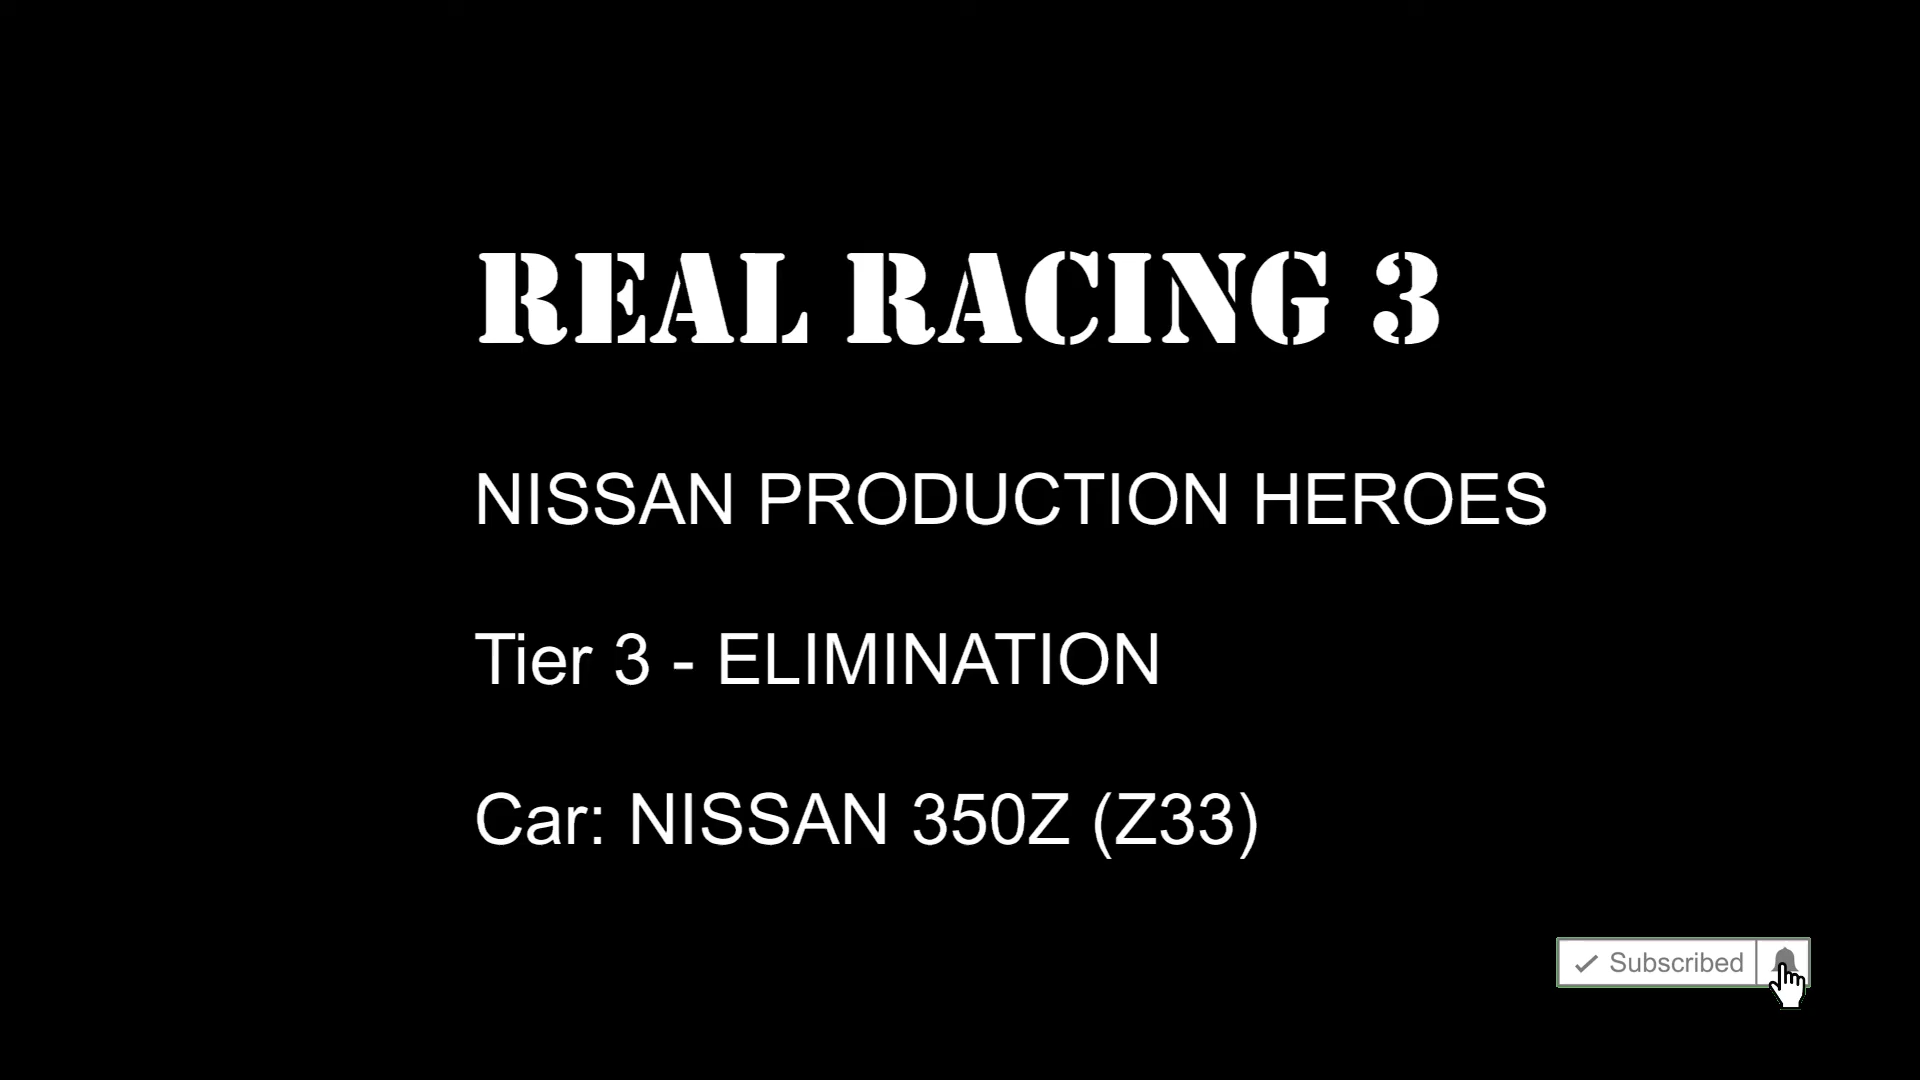 REAL RACING 3
NISSAN PRODUCTION HEROES
Tier 3 - ELIMINATION
Car: NISSAN 350Z (Z33)
Subscribed